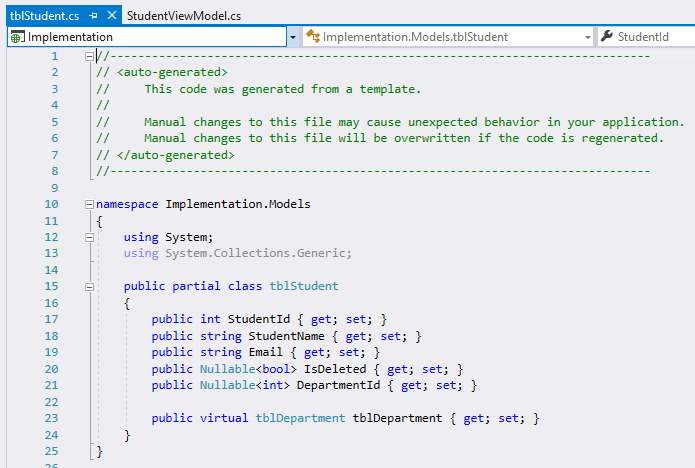 tblStudent.cs StudentViewModel.cs
Implementation Implementation.Models.tblStudent StudentId
1 //------------------------------------------------------------------------------
2 // <auto-generated>
3 //     This code was generated from a template.
4 //
5 //     Manual changes to this file may cause unexpected behavior in your application.
6 //     Manual changes to this file will be overwritten if the code is regenerated.
7 // </auto-generated>
8 //------------------------------------------------------------------------------
9
10 namespace Implementation.Models
11 {
12     using System;
13     using System.Collections.Generic;
14
15     public partial class tblStudent
16     {
17         public int StudentId { get; set; }
18         public string StudentName { get; set; }
19         public string Email { get; set; }
20         public Nullable<bool> IsDeleted { get; set; }
21         public Nullable<int> DepartmentId { get; set; }
22
23         public virtual tblDepartment tblDepartment { get; set; }
24     }
25 }
26